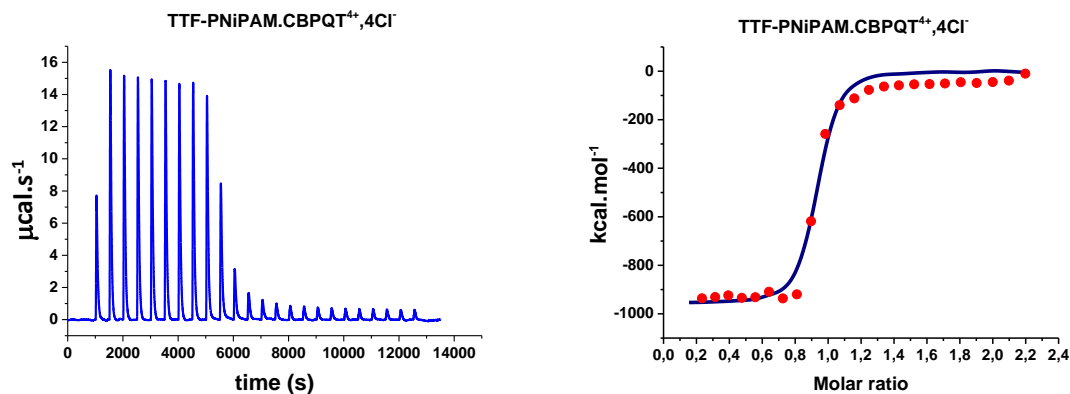 TTF-PNiPAM.CBPQT⁴⁺,4Cl⁻
16
14
12
10
8
6
4
2
0
μcal.s⁻¹
0 2000 4000 6000 8000 10000 12000 14000
time (s)
TTF-PNiPAM.CBPQT⁴⁺,4Cl⁻
0
-200
-400
-600
-800
-1000
kcal.mol⁻¹
0,0 0,2 0,4 0,6 0,8 1,0 1,2 1,4 1,6 1,8 2,0 2,2 2,4
Molar ratio